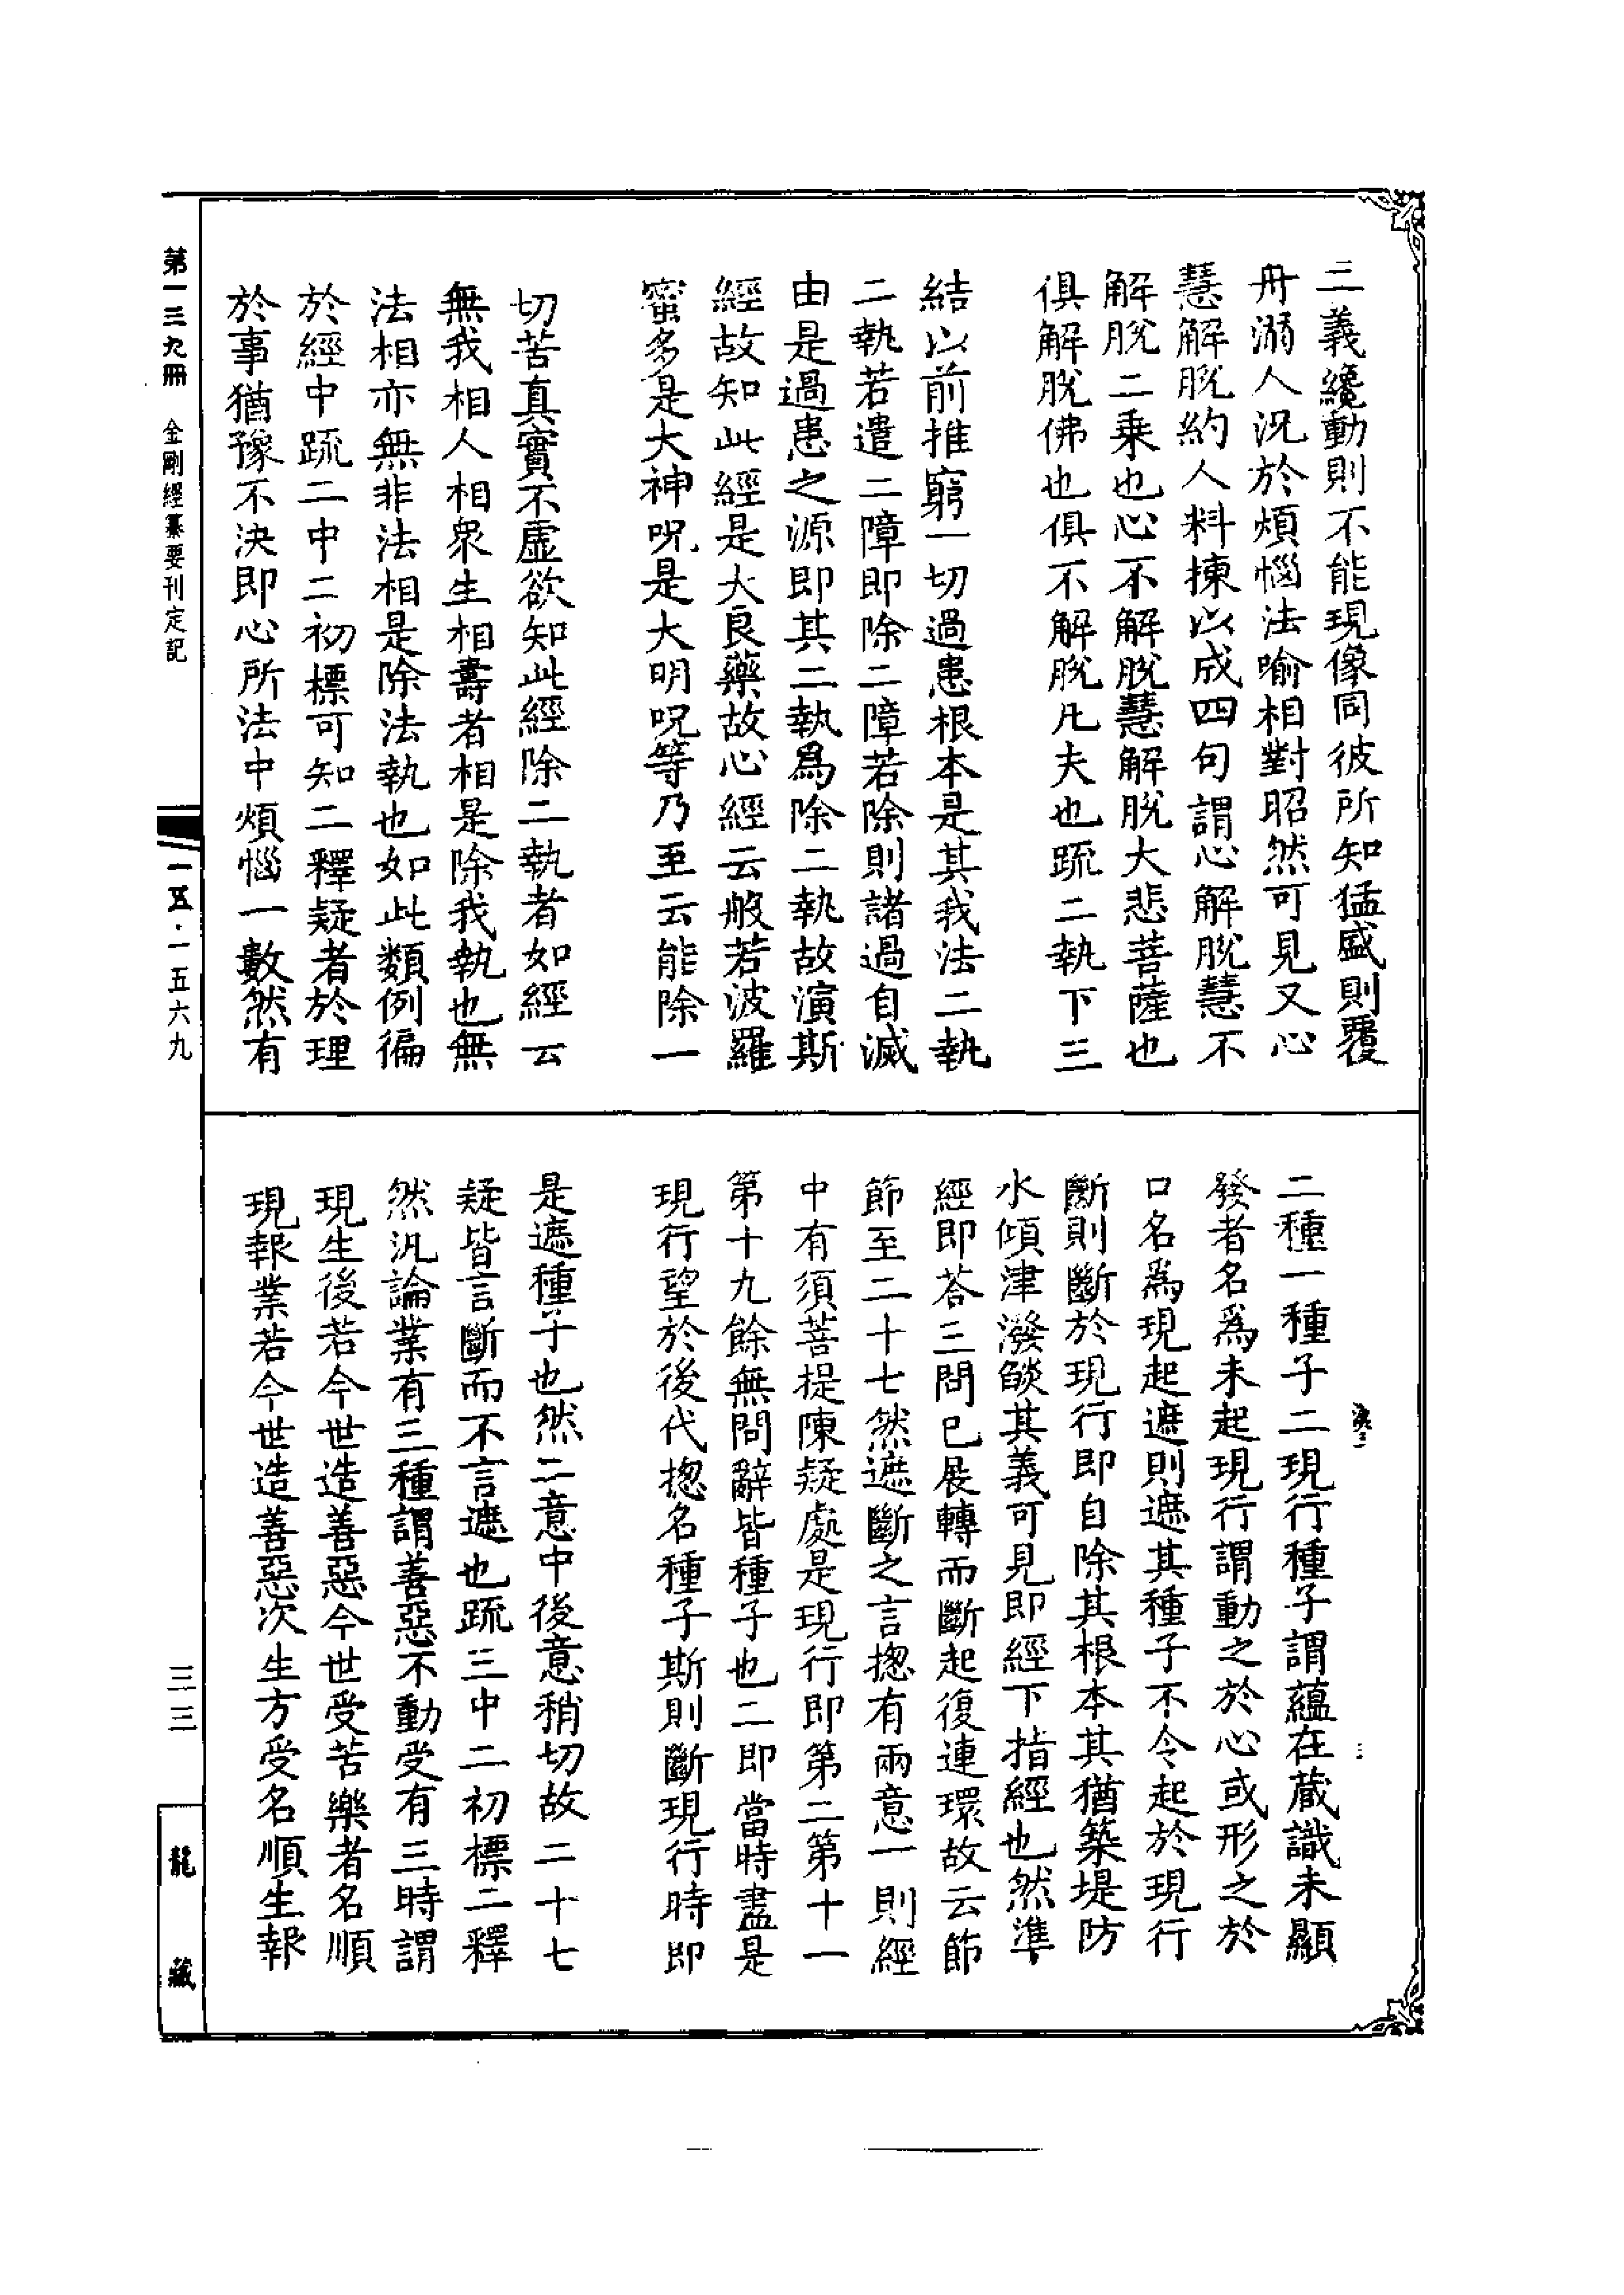 三義纔動則不能現像同彼所知猛盛則覆
舟溺人況於煩惱法喻相對昭然可見又心
慧解脫約人料揀以成四句謂心解脫慧不
解脫二乘也心不解脫慧解脫大悲菩薩也
俱解脫佛也俱不解脫凡夫也疏二執下三
結以前推窮一切過患根本是其我法二執
二執若遣二障即除二障若除則諸過自滅
由是過患之源即其二執為除二執故演斯
經故知此經是大良藥故心經云般若波羅
蜜多是大神呪是大明呪等乃至云能除一
切苦真實不虛欲知此經除二執者如經云
無我相人相眾生相壽者相是除我執也無
法相亦無非法相是除法執也如此類例徧
於經中疏二中二初標可知二釋疑者於理
於事猶豫不決即心所法中煩惱一數然有
二種一種子二現行種子謂蘊在藏識未顯
發者名為未起現行謂動之於心或形之於
口名為現起遮則遮其種子不令起於現行
斷則斷於現行即自除其根本其猶築堤防
水傾津潑燄其義可見即經下指經也然準
經即荅三問已展轉而斷起復連環故云節
節至二十七然遮斷之言揔有兩意一則經
中有須菩提陳疑處是現行即第二第十一
第十九餘無問辭皆種子也二即當時盡是
現行望於後代揔名種子斯則斷現行時即
是遮種子也然二意中後意稍切故二十七
疑皆言斷而不言遮也疏三中二初標二釋
然汎論業有三種謂善惡不動受有三時謂
現生後若今世造善惡今世受苦樂者名順
現報業若今世造善惡次生方受名順生報
第一三九冊　金剛經纂要刊定記
一五·一五六九
三三
龍藏